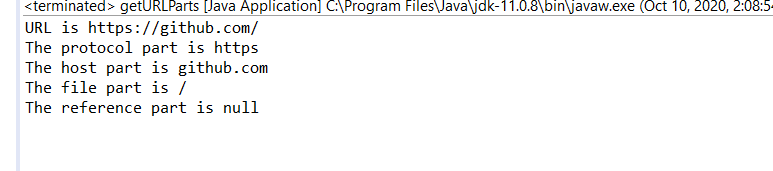 <terminated> getURLParts [Java Application] C:\Program Files\Java\jdk-11.0.8\bin\javaw.exe (Oct 10, 2020, 2:08:54
URL is https://github.com/
The protocol part is https
The host part is github.com
The file part is /
The reference part is null